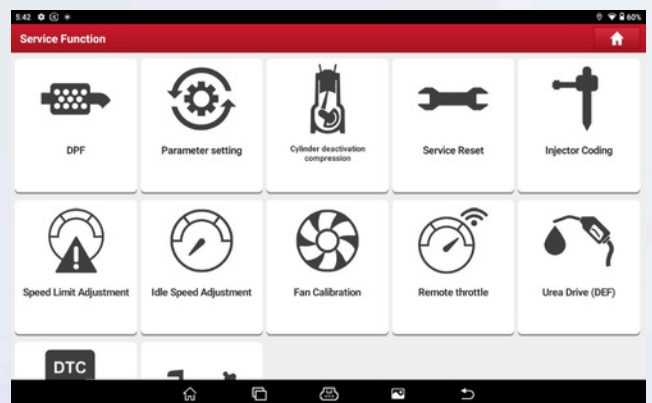 5:42
60%
Service Function
DPF
Parameter setting
Cylinder deactivation
compression
Service Reset
Injector Coding
Speed Limit Adjustment
Idle Speed Adjustment
Fan Calibration
Remote throttle
Urea Drive (DEF)
DTC